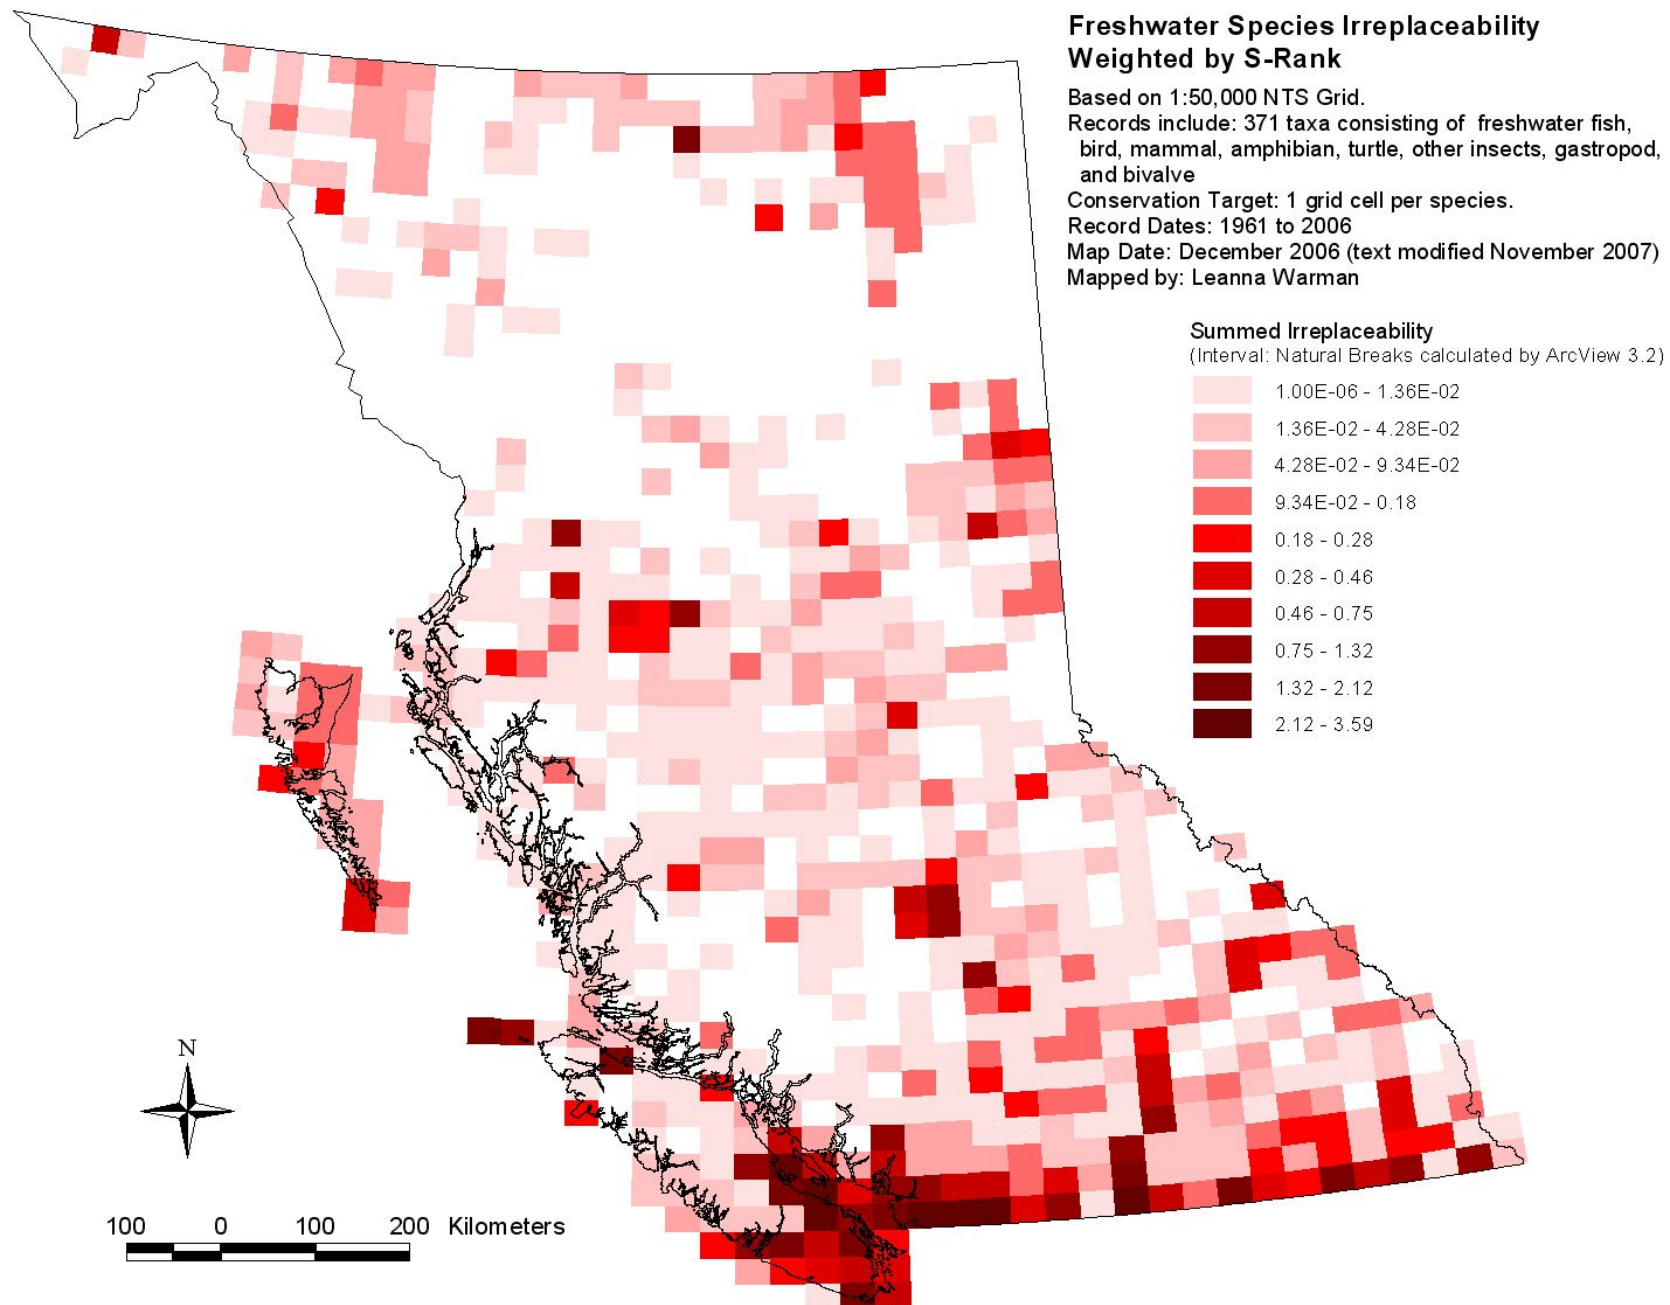 Freshwater Species Irreplaceability
Weighted by S-Rank
Based on 1:50,000 NTS Grid.
Records include: 371 taxa consisting of freshwater fish,
bird, mammal, amphibian, turtle, other insects, gastropod,
and bivalve
Conservation Target: 1 grid cell per species.
Record Dates: 1961 to 2006
Map Date: December 2006 (text modified November 2007)
Mapped by: Leanna Warman
Summed Irreplaceability
(Interval: Natural Breaks calculated by ArcView 3.2)
1.00E-06 - 1.36E-02
1.36E-02 - 4.28E-02
4.28E-02 - 9.34E-02
9.34E-02 - 0.18
0.18 - 0.28
0.28 - 0.46
0.46 - 0.75
0.75 - 1.32
1.32 - 2.12
2.12 - 3.59
N
100 0 100 200 Kilometers